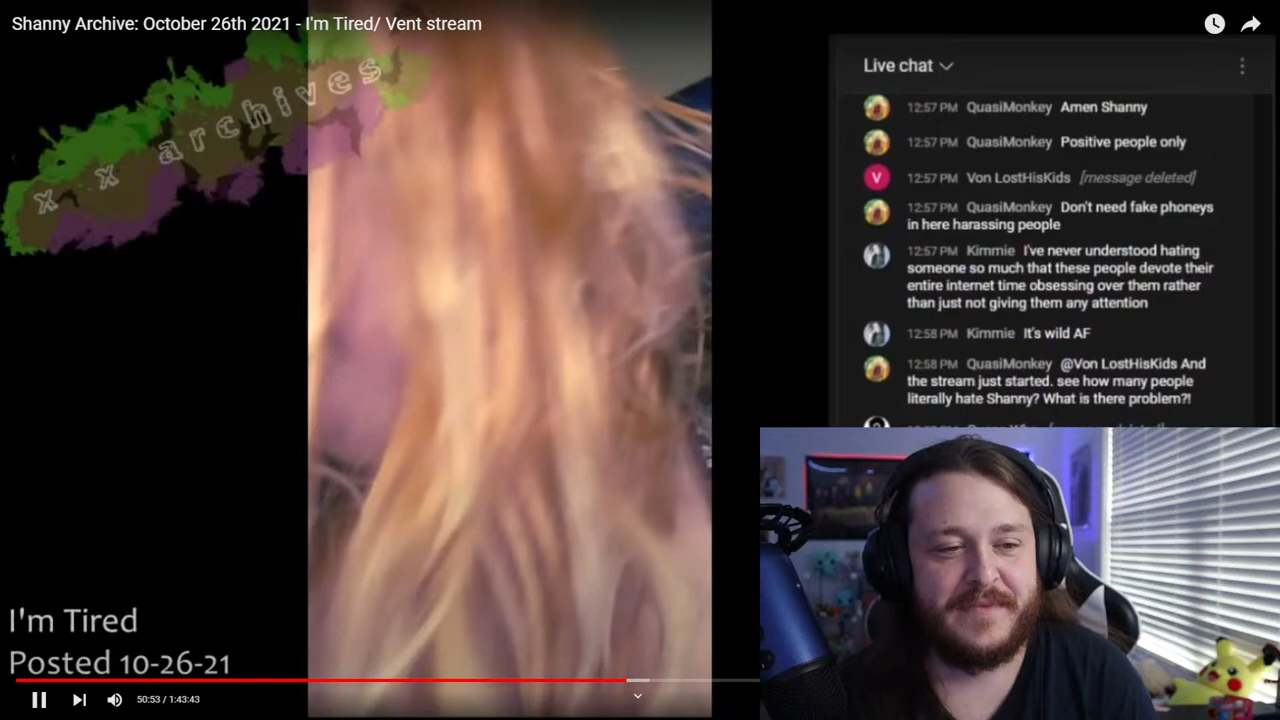 Shanny Archive: October 26th 2021 - I'm Tired/ Vent stream
x x archives
Live chat
12:57 PM QuasiMonkey Amen Shanny
12:57 PM QuasiMonkey Positive people only
V 12:57 PM Von LostHisKids [message deleted]
12:57 PM QuasiMonkey Don't need fake phoneys
in here harassing people
12:57 PM Kimmie I've never understood hating
someone so much that these people devote their
entire internet time obsessing over them rather
than just not giving them any attention
12:58 PM Kimmie It's wild AF
12:58 PM QuasiMonkey @Von LostHisKids And
the stream just started. see how many people
literally hate Shanny? What is there problem?!
I'm Tired
Posted 10-26-21
50:53 / 1:43:43